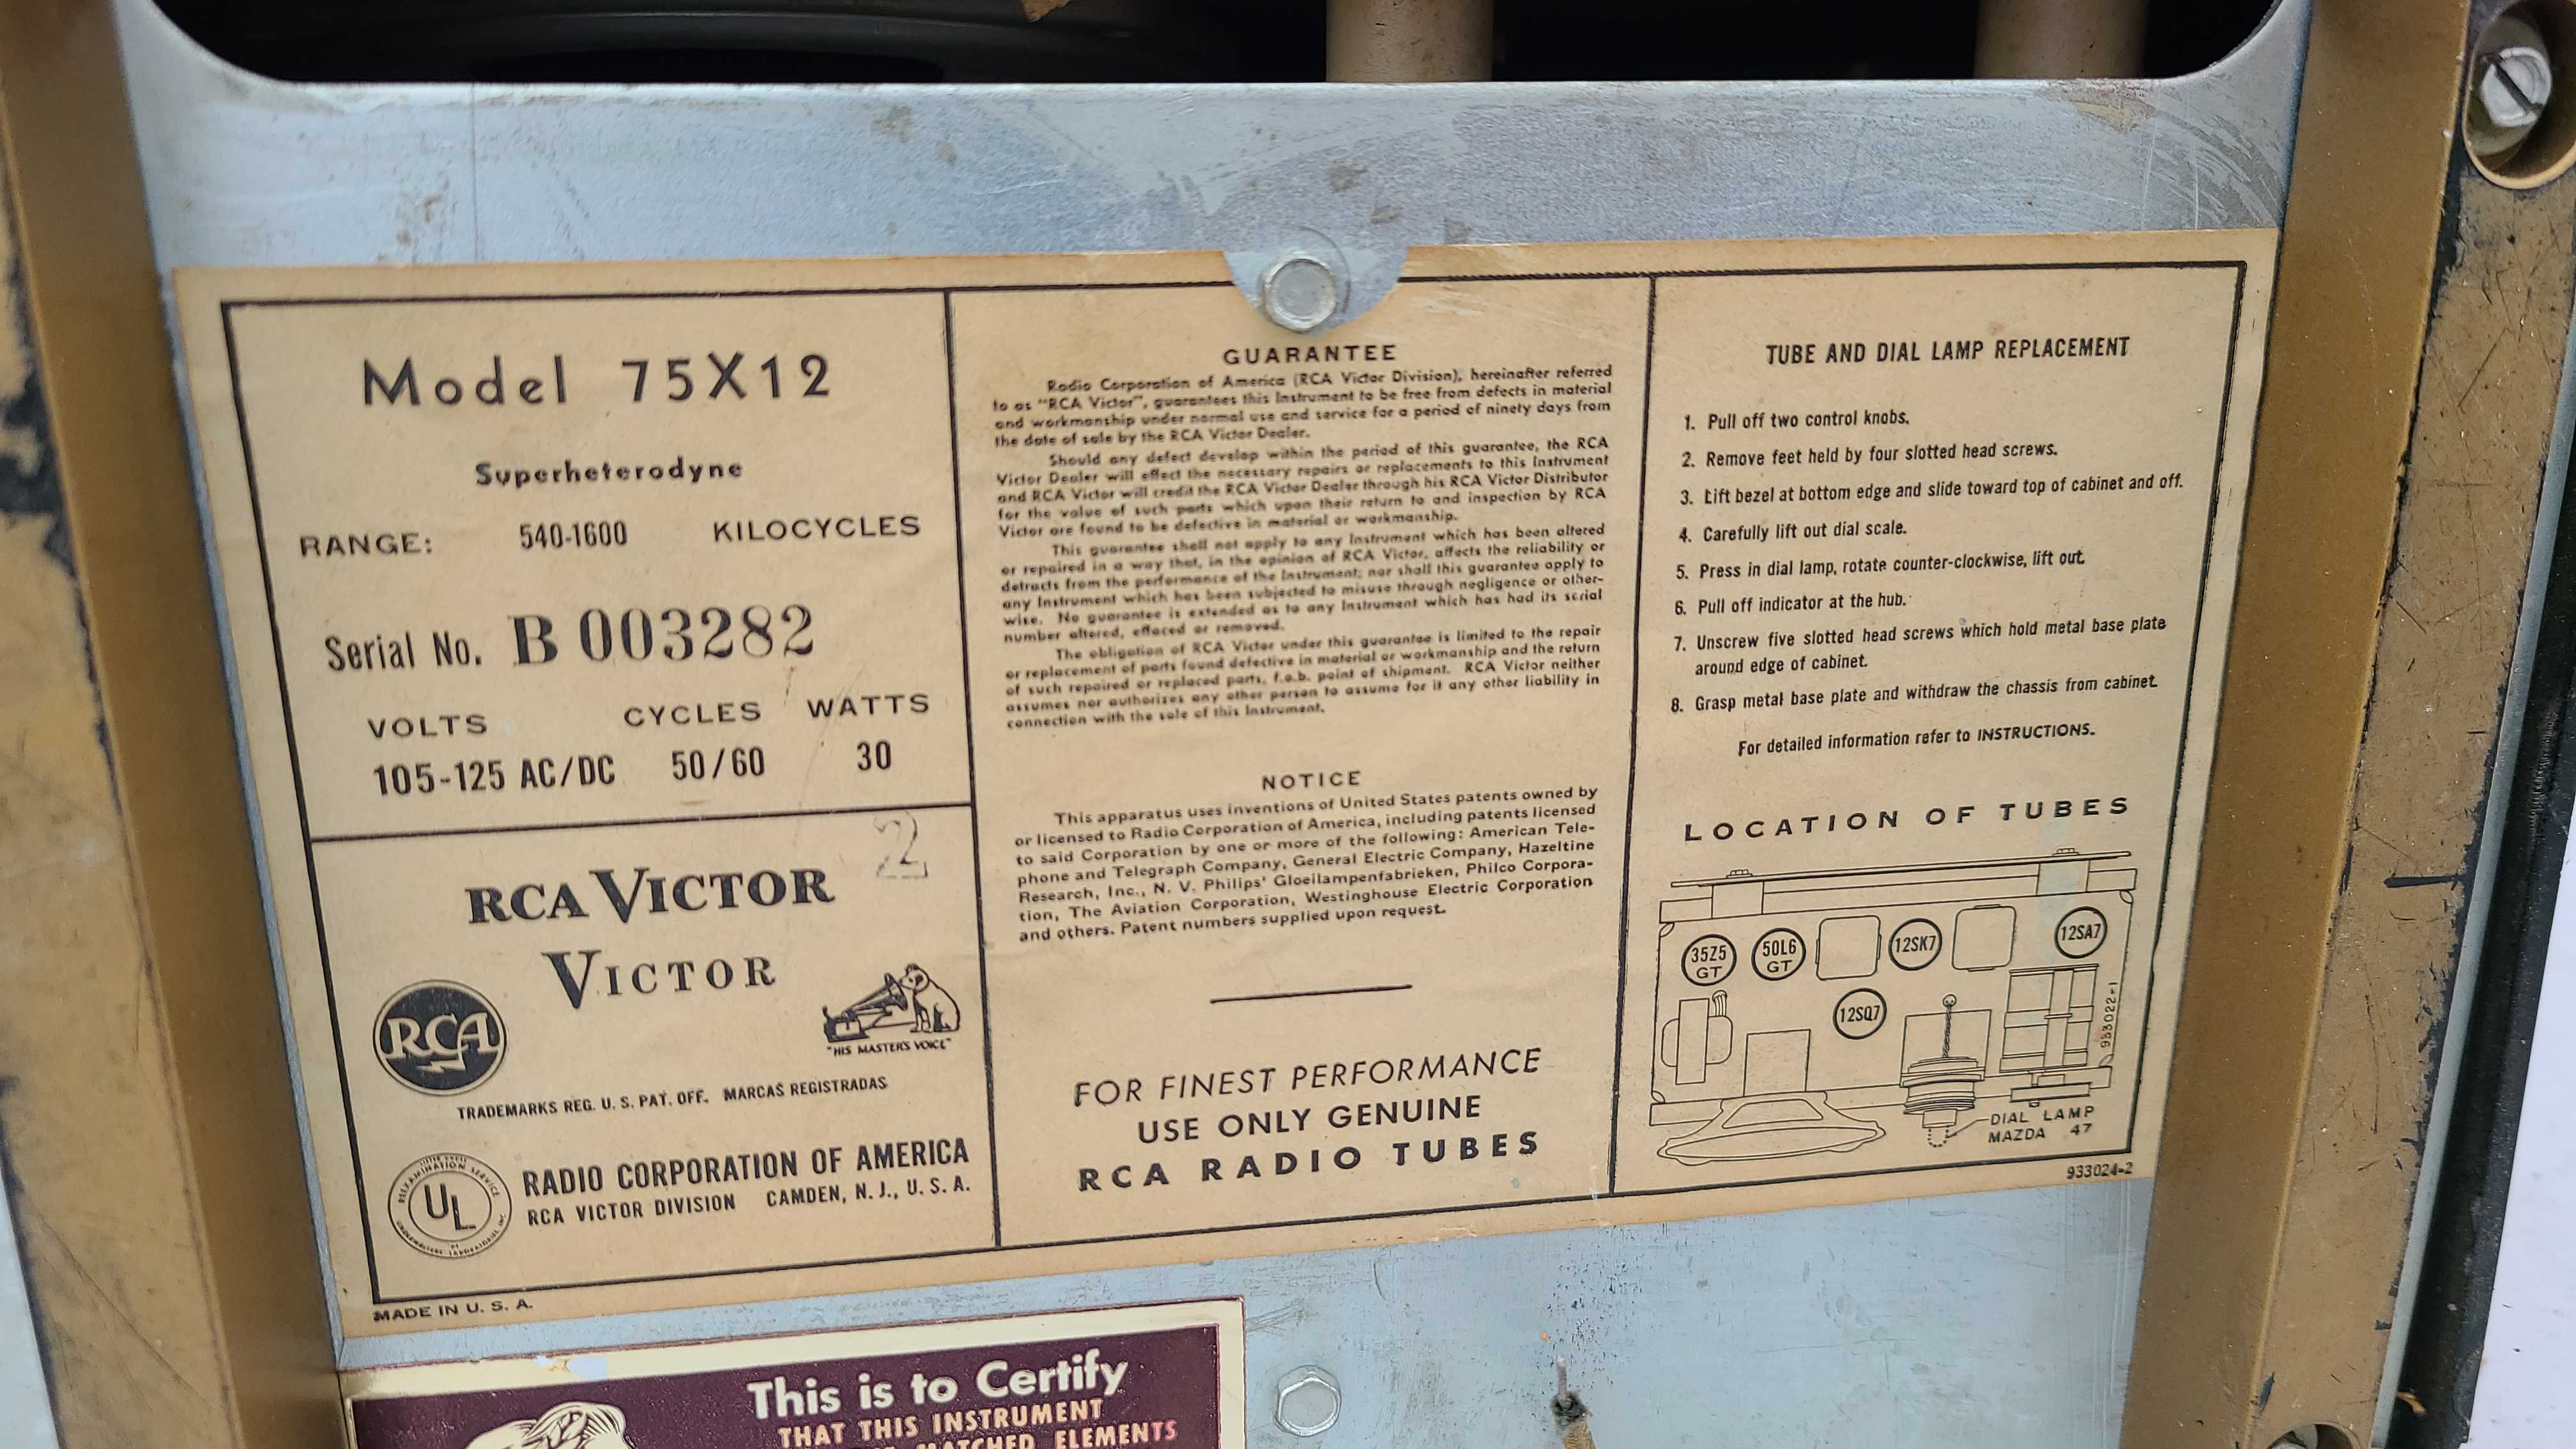 Model 75X12
Superheterodyne
RANGE: 540-1600 KILOCYCLES
Serial No. B 003282
VOLTS CYCLES WATTS
105-125 AC/DC 50/60 30
2
RCA VICTOR
VICTOR
RCA
"HIS MASTER'S VOICE"
TRADEMARKS REG. U. S. PAT. OFF. MARCAS REGISTRADAS
REEXAMINATION SERVICE
UL
OF
UNDERWRITERS' LABORATORIES, INC.
RADIO CORPORATION OF AMERICA
RCA VICTOR DIVISION CAMDEN, N. J., U. S. A.
MADE IN U. S. A.
GUARANTEE
Radio Corporation of America (RCA Victor Division), hereinafter referred
to as "RCA Victor", guarantees this Instrument to be free from defects in material
and workmanship under normal use and service for a period of ninety days from
the date of sale by the RCA Victor Dealer.
Should any defect develop within the period of this guarantee, the RCA
Victor Dealer will effect the necessary repairs or replacements to this Instrument
and RCA Victor will credit the RCA Victor Dealer through his RCA Victor Distributor
for the value of such parts which upon their return to and inspection by RCA
Victor are found to be defective in material or workmanship.
This guarantee shall not apply to any Instrument which has been altered
or repaired in a way that, in the opinion of RCA Victor, affects the reliability or
detracts from the performance of the Instrument; nor shall this guarantee apply to
any Instrument which has been subjected to misuse through negligence or other-
wise. No guarantee is extended as to any Instrument which has had its serial
number altered, effaced or removed.
The obligation of RCA Victor under this guarantee is limited to the repair
or replacement of parts found defective in material or workmanship and the return
of such repaired or replaced parts, f.o.b. point of shipment. RCA Victor neither
assumes nor authorizes any other person to assume for it any other liability in
connection with the sale of this Instrument.
NOTICE
This apparatus uses inventions of United States patents owned by
or licensed to Radio Corporation of America, including patents licensed
to said Corporation by one or more of the following: American Tele-
phone and Telegraph Company, General Electric Company, Hazeltine
Research, Inc., N. V. Philips' Gloeilampenfabrieken, Philco Corpora-
tion, The Aviation Corporation, Westinghouse Electric Corporation
and others. Patent numbers supplied upon request.
FOR FINEST PERFORMANCE
USE ONLY GENUINE
RCA RADIO TUBES
TUBE AND DIAL LAMP REPLACEMENT
1. Pull off two control knobs.
2. Remove feet held by four slotted head screws.
3. Lift bezel at bottom edge and slide toward top of cabinet and off.
4. Carefully lift out dial scale.
5. Press in dial lamp, rotate counter-clockwise, lift out.
6. Pull off indicator at the hub.
7. Unscrew five slotted head screws which hold metal base plate
around edge of cabinet.
8. Grasp metal base plate and withdraw the chassis from cabinet.
For detailed information refer to INSTRUCTIONS.
LOCATION OF TUBES
35Z5 GT
50L6 GT
12SK7
12SA7
12SQ7
933022-1
DIAL LAMP
MAZDA 47
933024-2
This is to Certify
THAT THIS INSTRUMENT
MATCHED ELEMENTS